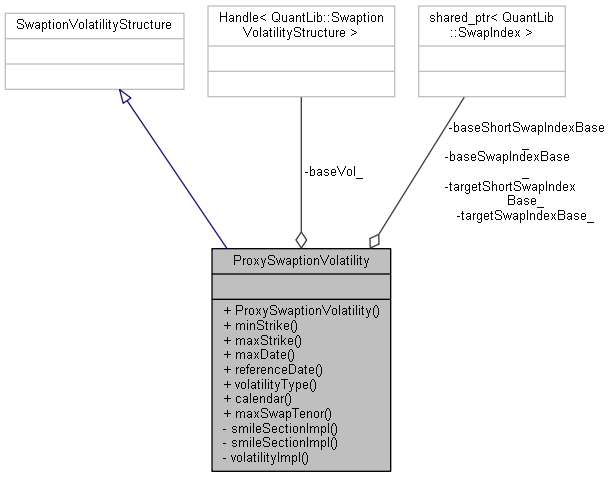 SwaptionVolatilityStructure
Handle< QuantLib::Swaption
VolatilityStructure >
shared_ptr< QuantLib
::SwapIndex >
-baseVol_
-baseShortSwapIndexBase
_
-baseSwapIndexBase
_
-targetShortSwapIndex
Base_
-targetSwapIndexBase_
ProxySwaptionVolatility
+ ProxySwaptionVolatility()
+ minStrike()
+ maxStrike()
+ maxDate()
+ referenceDate()
+ volatilityType()
+ calendar()
+ maxSwapTenor()
- smileSectionImpl()
- smileSectionImpl()
- volatilityImpl()